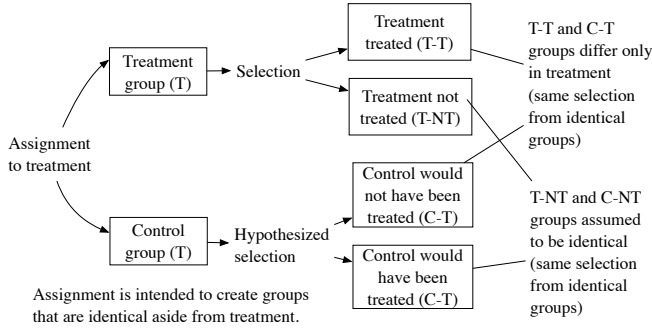 Treatment
treated (T-T)
T-T and C-T
groups differ only
in treatment
(same selection
from identical
groups)
Treatment
group (T)
Selection
Treatment not
treated (T-NT)
Assignment
to treatment
Control would
not have been
treated (C-T)
T-NT and C-NT
groups assumed
to be identical
(same selection
from identical
groups)
Control
group (T)
Hypothesized
selection
Control would
have been
treated (C-T)
Assignment is intended to create groups
that are identical aside from treatment.